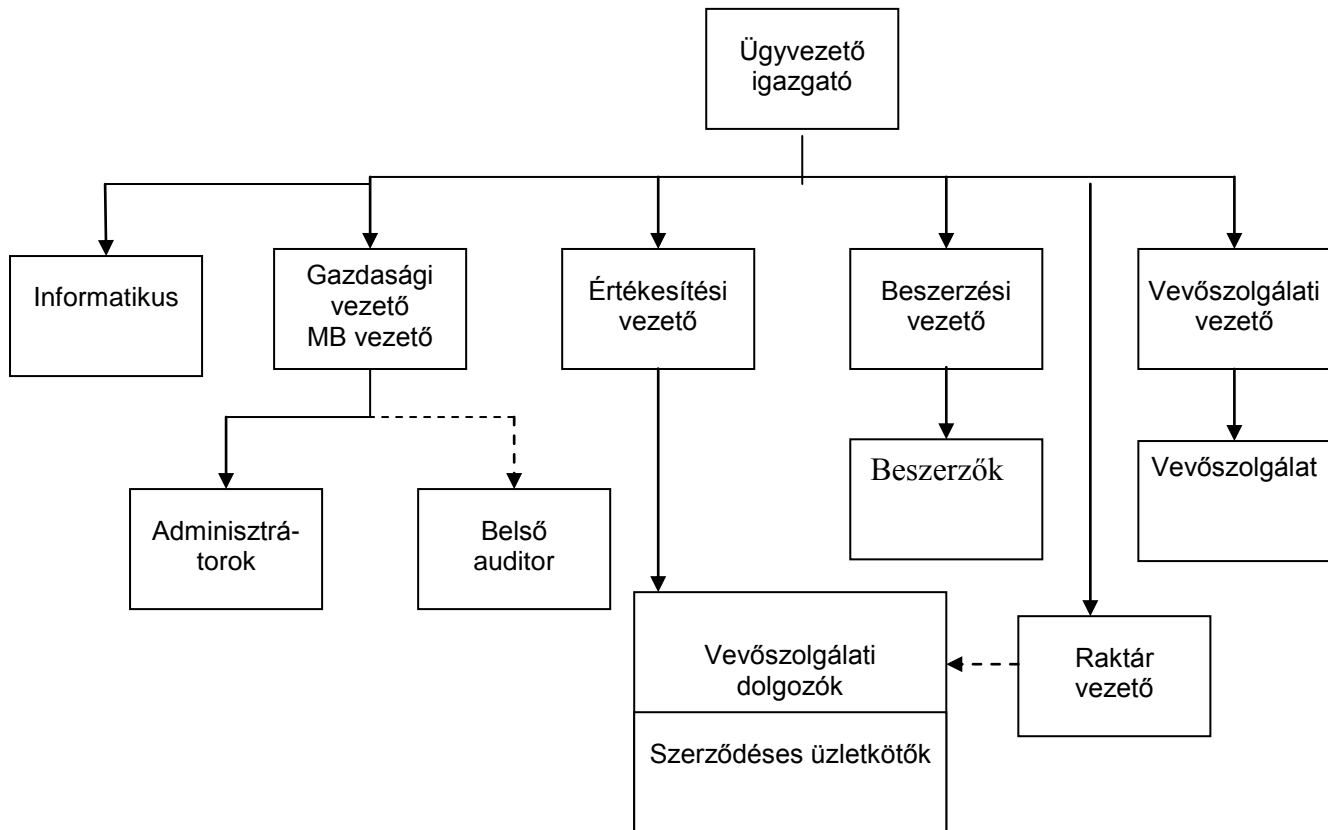 Ügyvezető
igazgató
Informatikus
Gazdasági
vezető
MB vezető
Értékesítési
vezető
Beszerzési
vezető
Vevőszolgálati
vezető
Beszerzők
Vevőszolgálat
Adminisztrá-
torok
Belső
auditor
Vevőszolgálati
dolgozók
Raktár
vezető
Szerződéses üzletkötők